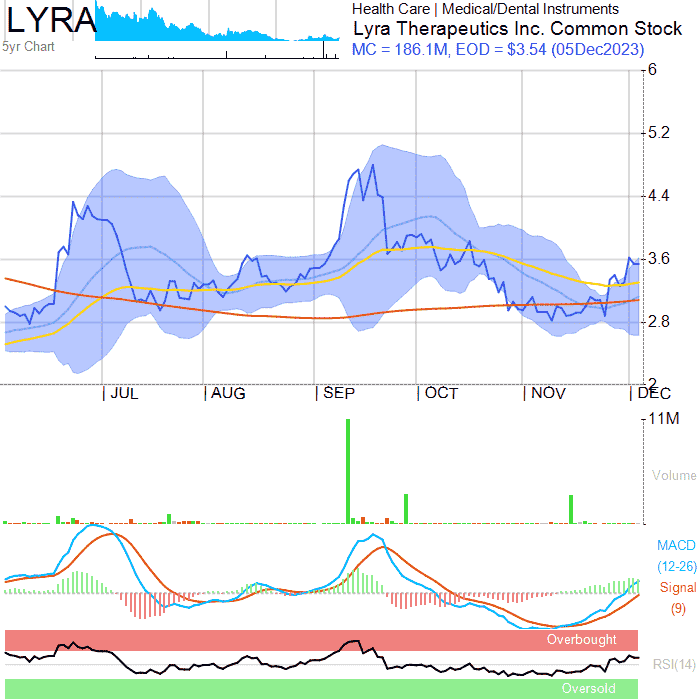 LYRA
5yr Chart
Health Care | Medical/Dental Instruments
Lyra Therapeutics Inc. Common Stock
MC = 186.1M, EOD = $3.54 (05Dec2023)
6
5.2
4.4
3.6
2.8
2
| JUL | AUG | SEP | OCT | NOV | DEC
11M
Volume
MACD
(12-26)
Signal
(9)
Overbought
RSI(14)
Oversold